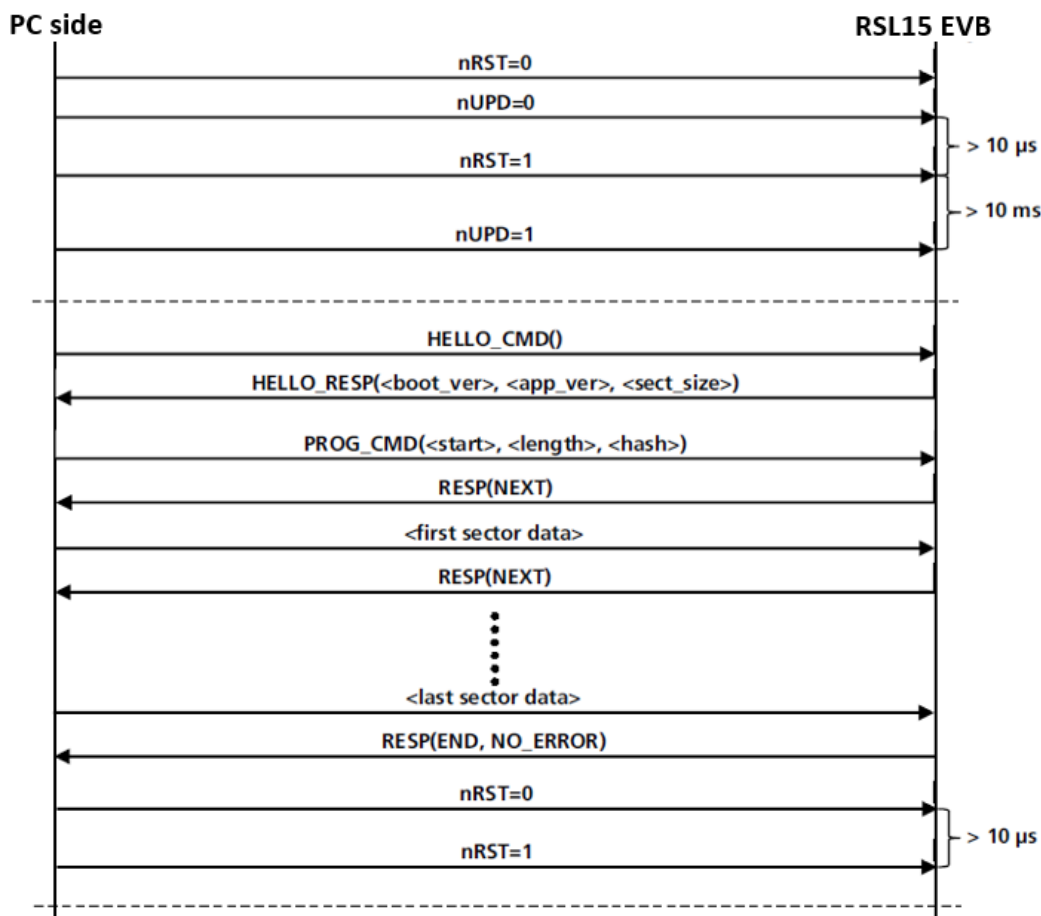 PC side
RSL15 EVB
nRST=0
nUPD=0
> 10 µs
nRST=1
> 10 ms
nUPD=1
HELLO_CMD()
HELLO_RESP(<boot_ver>, <app_ver>, <sect_size>)
PROG_CMD(<start>, <length>, <hash>)
RESP(NEXT)
<first sector data>
RESP(NEXT)
<last sector data>
RESP(END, NO_ERROR)
nRST=0
> 10 µs
nRST=1